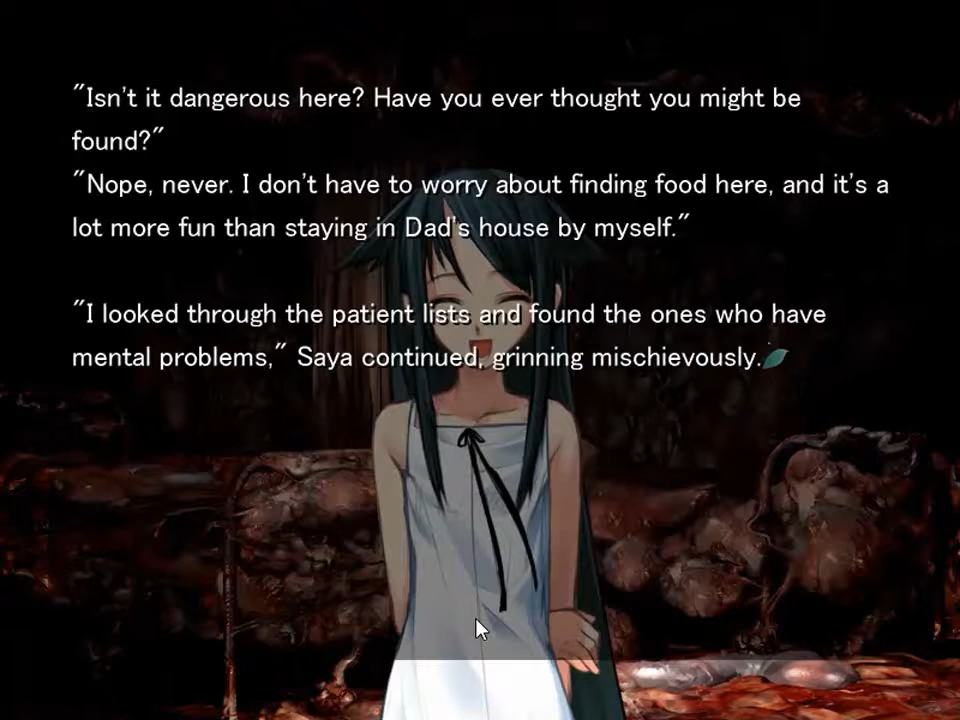 "Isn't it dangerous here? Have you ever thought you might be
found?"
"Nope, never. I don't have to worry about finding food here, and it's a
lot more fun than staying in Dad's house by myself."
"I looked through the patient lists and found the ones who have
mental problems," Saya continued, grinning mischievously.